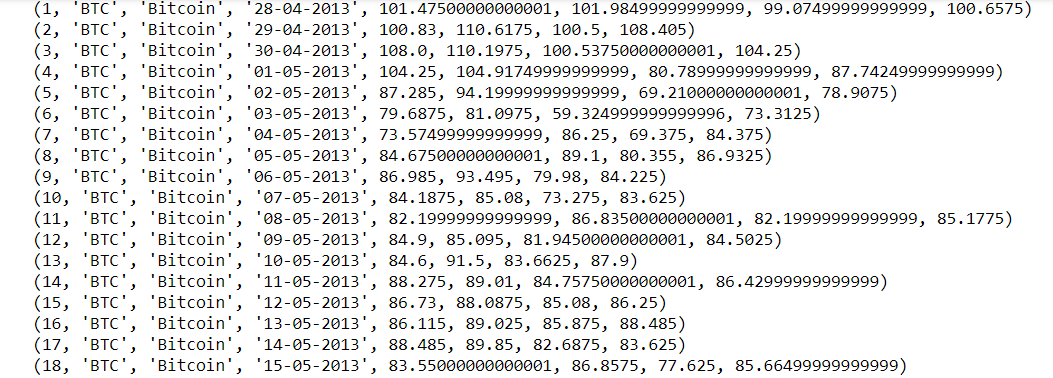 (1, 'BTC', 'Bitcoin', '28-04-2013', 101.47500000000001, 101.98499999999999, 99.07499999999999, 100.6575)
(2, 'BTC', 'Bitcoin', '29-04-2013', 100.83, 110.6175, 100.5, 108.405)
(3, 'BTC', 'Bitcoin', '30-04-2013', 108.0, 110.1975, 100.53750000000001, 104.25)
(4, 'BTC', 'Bitcoin', '01-05-2013', 104.25, 104.91749999999999, 80.78999999999999, 87.74249999999999)
(5, 'BTC', 'Bitcoin', '02-05-2013', 87.285, 94.19999999999999, 69.21000000000001, 78.9075)
(6, 'BTC', 'Bitcoin', '03-05-2013', 79.6875, 81.0975, 59.324999999999996, 73.3125)
(7, 'BTC', 'Bitcoin', '04-05-2013', 73.57499999999999, 86.25, 69.375, 84.375)
(8, 'BTC', 'Bitcoin', '05-05-2013', 84.67500000000001, 89.1, 80.355, 86.9325)
(9, 'BTC', 'Bitcoin', '06-05-2013', 86.985, 93.495, 79.98, 84.225)
(10, 'BTC', 'Bitcoin', '07-05-2013', 84.1875, 85.08, 73.275, 83.625)
(11, 'BTC', 'Bitcoin', '08-05-2013', 82.19999999999999, 86.83500000000001, 82.19999999999999, 85.1775)
(12, 'BTC', 'Bitcoin', '09-05-2013', 84.9, 85.095, 81.94500000000001, 84.5025)
(13, 'BTC', 'Bitcoin', '10-05-2013', 84.6, 91.5, 83.6625, 87.9)
(14, 'BTC', 'Bitcoin', '11-05-2013', 88.275, 89.01, 84.75750000000001, 86.42999999999999)
(15, 'BTC', 'Bitcoin', '12-05-2013', 86.73, 88.0875, 85.08, 86.25)
(16, 'BTC', 'Bitcoin', '13-05-2013', 86.115, 89.025, 85.875, 88.485)
(17, 'BTC', 'Bitcoin', '14-05-2013', 88.485, 89.85, 82.6875, 83.625)
(18, 'BTC', 'Bitcoin', '15-05-2013', 83.55000000000001, 86.8575, 77.625, 85.66499999999999)